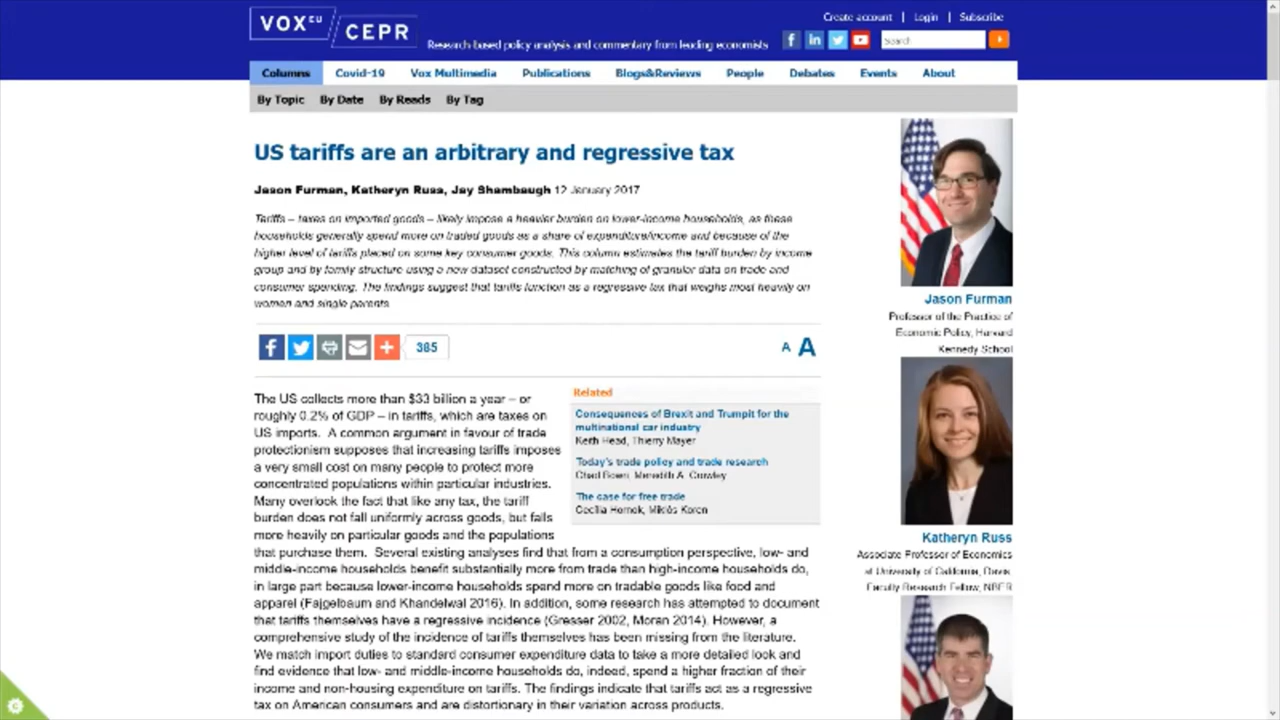 VOX EU
CEPR
Research-based policy analysis and commentary from leading economists
Create account | Login | Subscribe
Search
Columns Covid-19 Vox Multimedia Publications Blogs&Reviews People Debates Events About
By Topic By Date By Reads By Tag
US tariffs are an arbitrary and regressive tax
Jason Furman, Katheryn Russ, Jay Shambaugh 12 January 2017
Tariffs – taxes on imported goods – likely impose a heavier burden on lower-income households, as these
households generally spend more on traded goods as a share of expenditure/income and because of the
higher level of tariffs placed on some key consumer goods. This column estimates the tariff burden by income
group and by family structure using a new dataset constructed by matching of granular data on trade and
consumer spending. The findings suggest that tariffs function as a regressive tax that weighs most heavily on
women and single parents.
385
A A
The US collects more than $33 billion a year – or
roughly 0.2% of GDP – in tariffs, which are taxes on
US imports. A common argument in favour of trade
protectionism supposes that increasing tariffs imposes
a very small cost on many people to protect more
concentrated populations within particular industries.
Many overlook the fact that like any tax, the tariff
burden does not fall uniformly across goods, but falls
more heavily on particular goods and the populations
that purchase them. Several existing analyses find that from a consumption perspective, low- and
middle-income households benefit substantially more from trade than high-income households do,
in large part because lower-income households spend more on tradable goods like food and
apparel (Fajgelbaum and Khandelwal 2016). In addition, some research has attempted to document
that tariffs themselves have a regressive incidence (Gresser 2002, Moran 2014). However, a
comprehensive study of the incidence of tariffs themselves has been missing from the literature.
We match import duties to standard consumer expenditure data to take a more detailed look and
find evidence that low- and middle-income households do, indeed, spend a higher fraction of their
income and non-housing expenditure on tariffs. The findings indicate that tariffs act as a regressive
tax on American consumers and are distortionary in their variation across products.
Related
Consequences of Brexit and Trumpit for the
multinational car industry
Keith Head, Thierry Mayer
Today's trade policy and trade research
Chad Bown, Meredith A. Crowley
The case for free trade
Cecília Hornok, Miklós Koren
Jason Furman
Professor of the Practice of
Economic Policy, Harvard
Kennedy School
Katheryn Russ
Associate Professor of Economics
at University of California, Davis;
Faculty Research Fellow, NBER